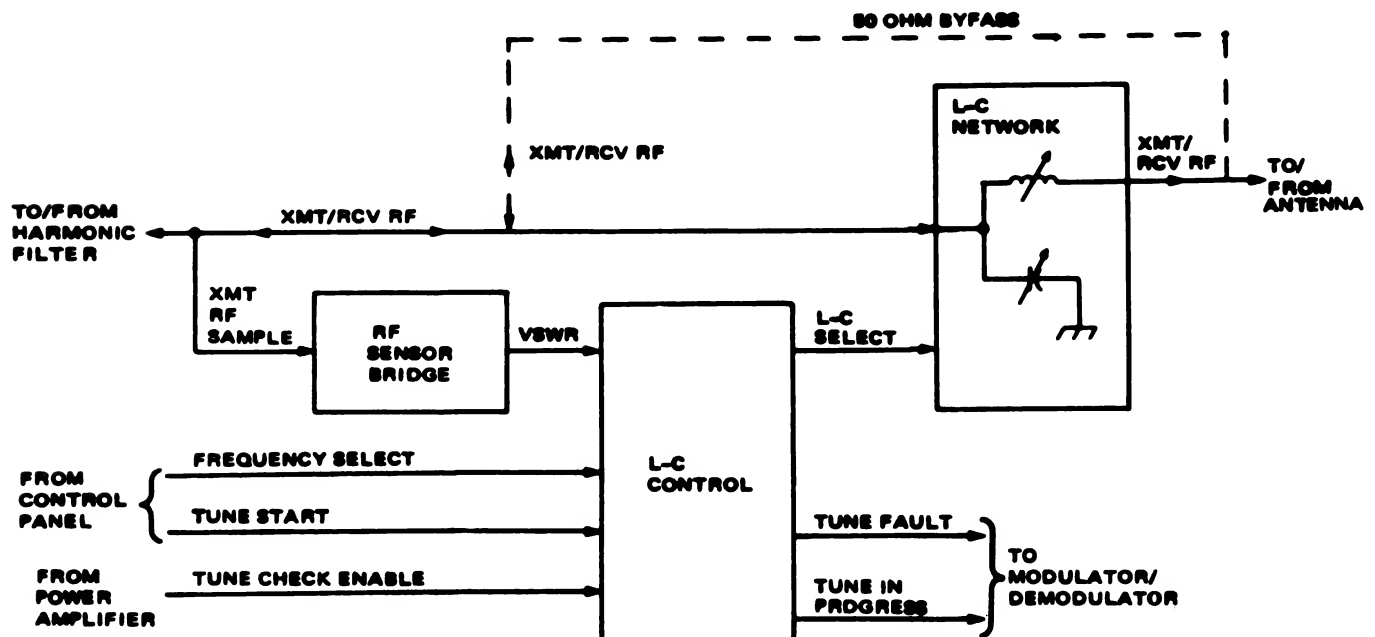 50 OHM BYPASS
L-C
NETWORK
XMT/
RCV RF
XMT/RCV RF
TO/
FROM
ANTENNA
TO/FROM
HARMONIC
FILTER
XMT/RCV RF
XMT
RF
SAMPLE
RF
SENSOR
BRIDGE
VSWR
L-C
SELECT
FROM
CONTROL
PANEL
FREQUENCY SELECT
TUNE START
L-C
CONTROL
FROM
POWER
AMPLIFIER
TUNE CHECK ENABLE
TUNE FAULT
TUNE IN
PRDGRESS
TO
MODULATOR/
DEMODULATOR